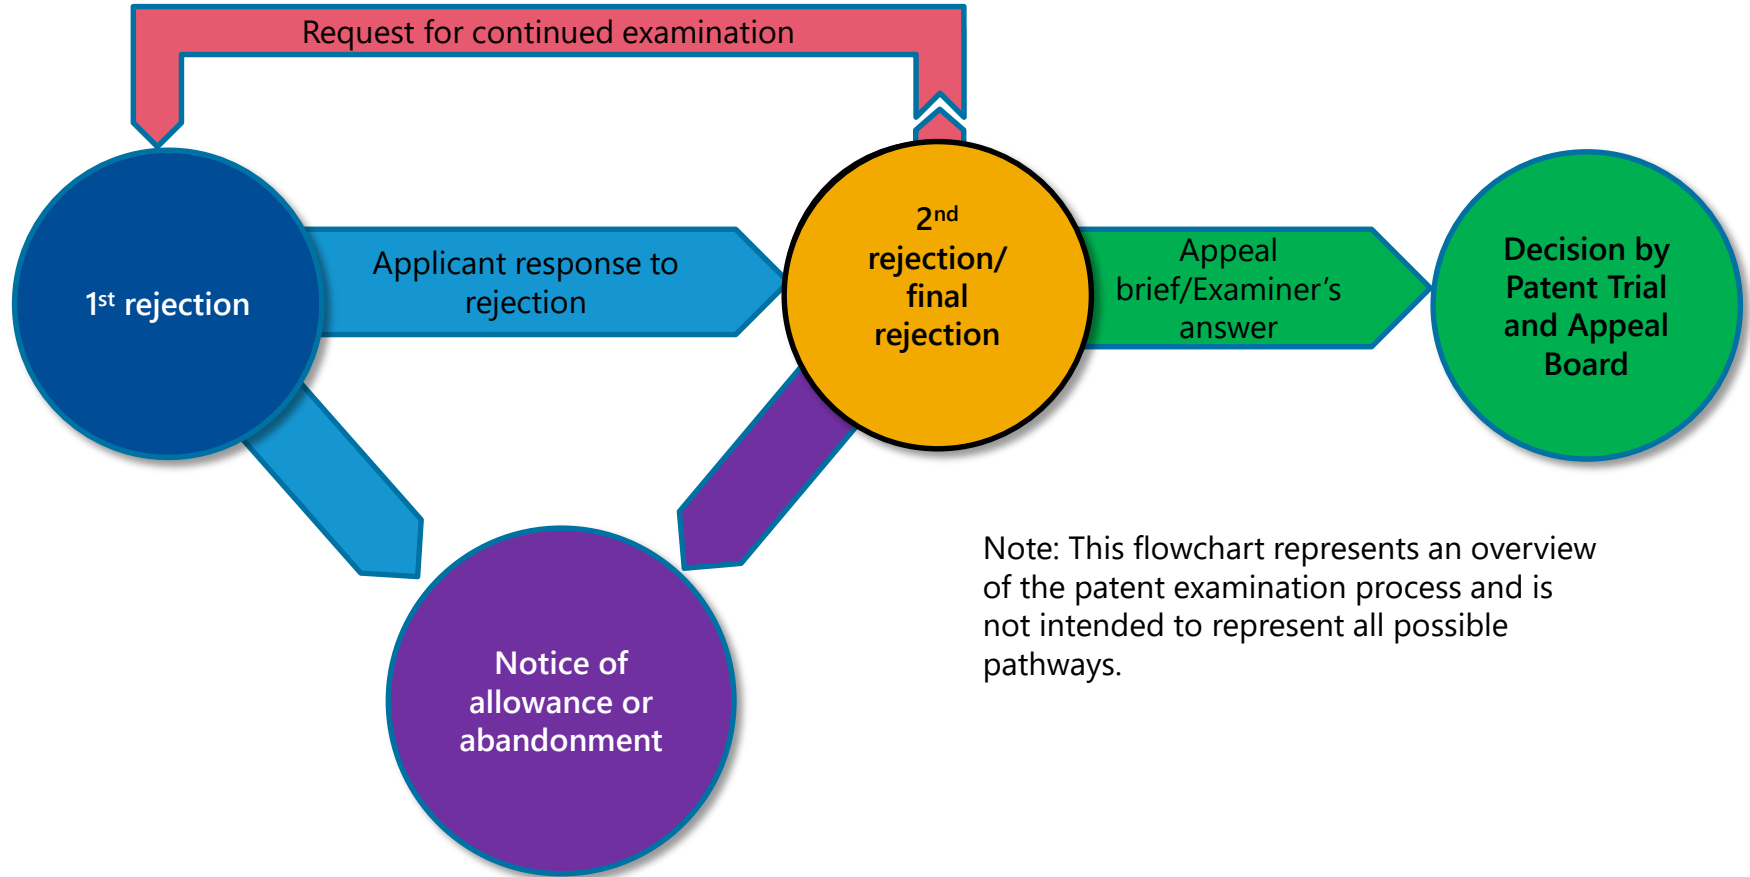 Request for continued examination
1st rejection
Applicant response to
rejection
2nd
rejection/
final
rejection
Appeal
brief/Examiner’s
answer
Decision by
Patent Trial
and Appeal
Board
Notice of
allowance or
abandonment
Note: This flowchart represents an overview
of the patent examination process and is
not intended to represent all possible
pathways.